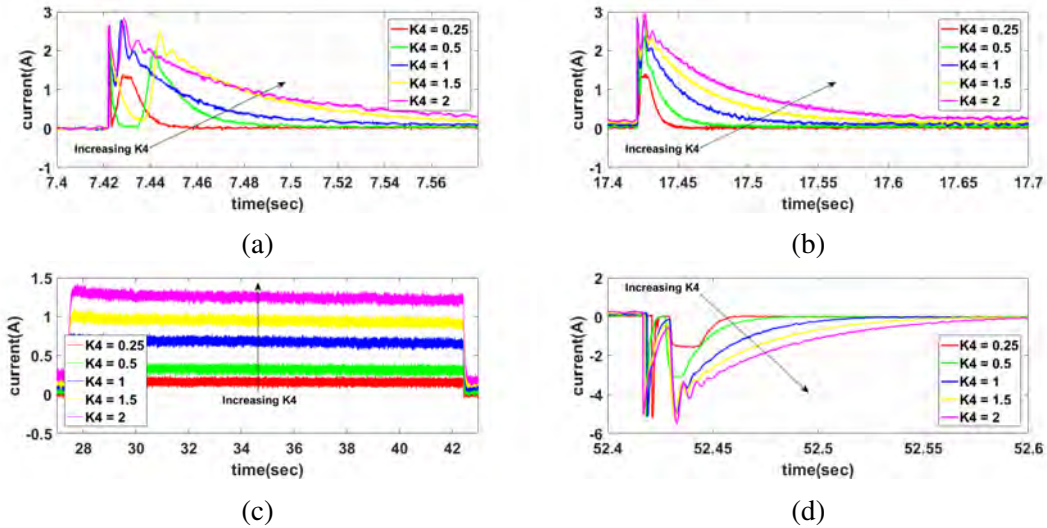 3
2
1
0
-1
current(A)
K4 = 0.25
K4 = 0.5
K4 = 1
K4 = 1.5
K4 = 2
Increasing K4
7.4 7.42 7.44 7.46 7.48 7.5 7.52 7.54 7.56
time(sec)
(a)
3
2
1
0
-1
current(A)
K4 = 0.25
K4 = 0.5
K4 = 1
K4 = 1.5
K4 = 2
Increasing K4
17.4 17.45 17.5 17.55 17.6 17.65 17.7
time(sec)
(b)
1.5
1
0.5
0
-0.5
current(A)
K4 = 0.25
K4 = 0.5
K4 = 1
K4 = 1.5
K4 = 2
Increasing K4
28 30 32 34 36 38 40 42
time(sec)
(c)
2
0
-2
-4
-6
current(A)
Increasing K4
K4 = 0.25
K4 = 0.5
K4 = 1
K4 = 1.5
K4 = 2
52.4 52.45 52.5 52.55 52.6
time(sec)
(d)